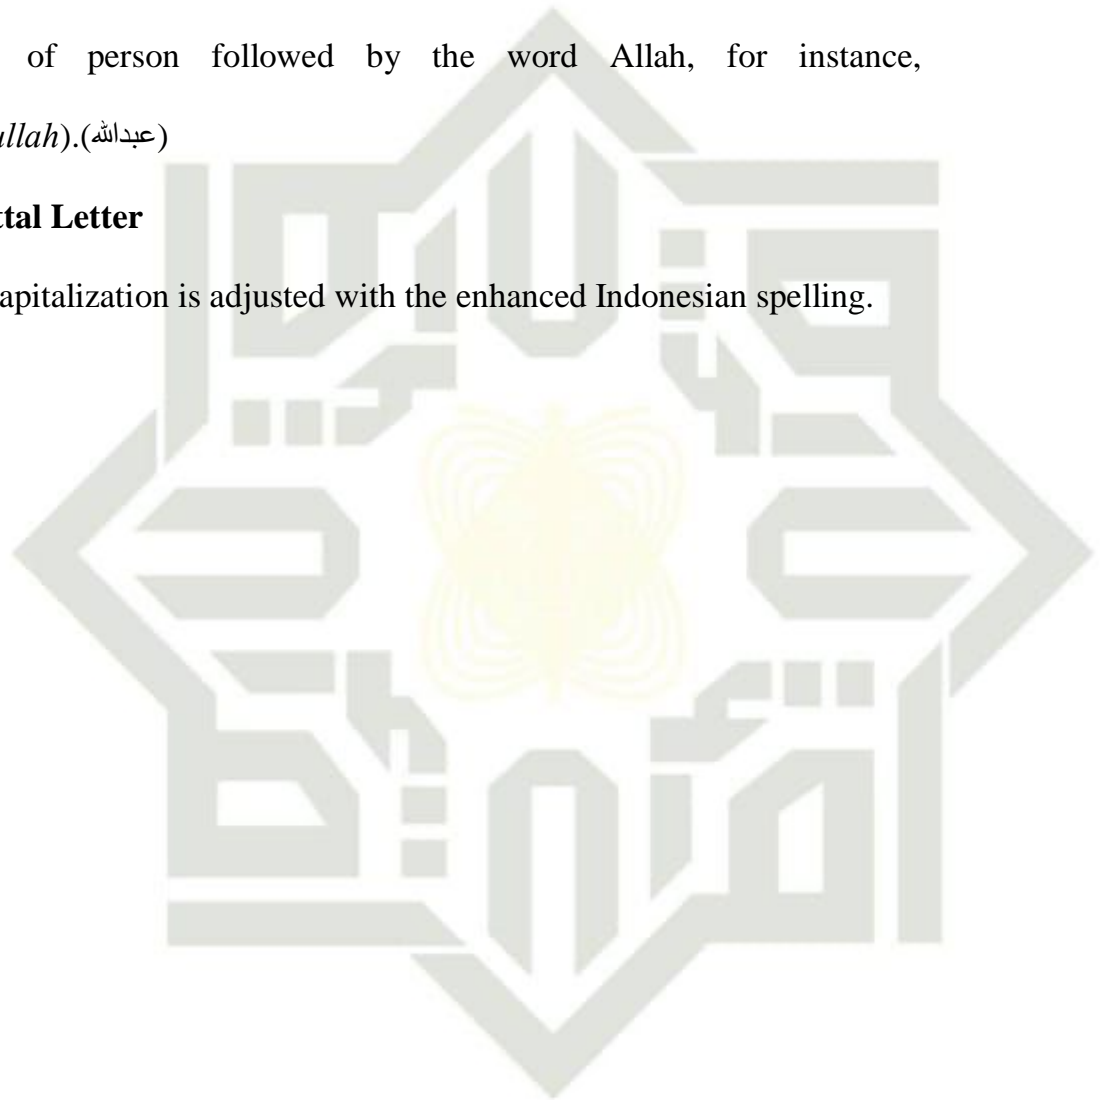 of person followed by the word Allah, for instance,
ullah).(عبدالله)
tal Letter
apitalization is adjusted with the enhanced Indonesian spelling.